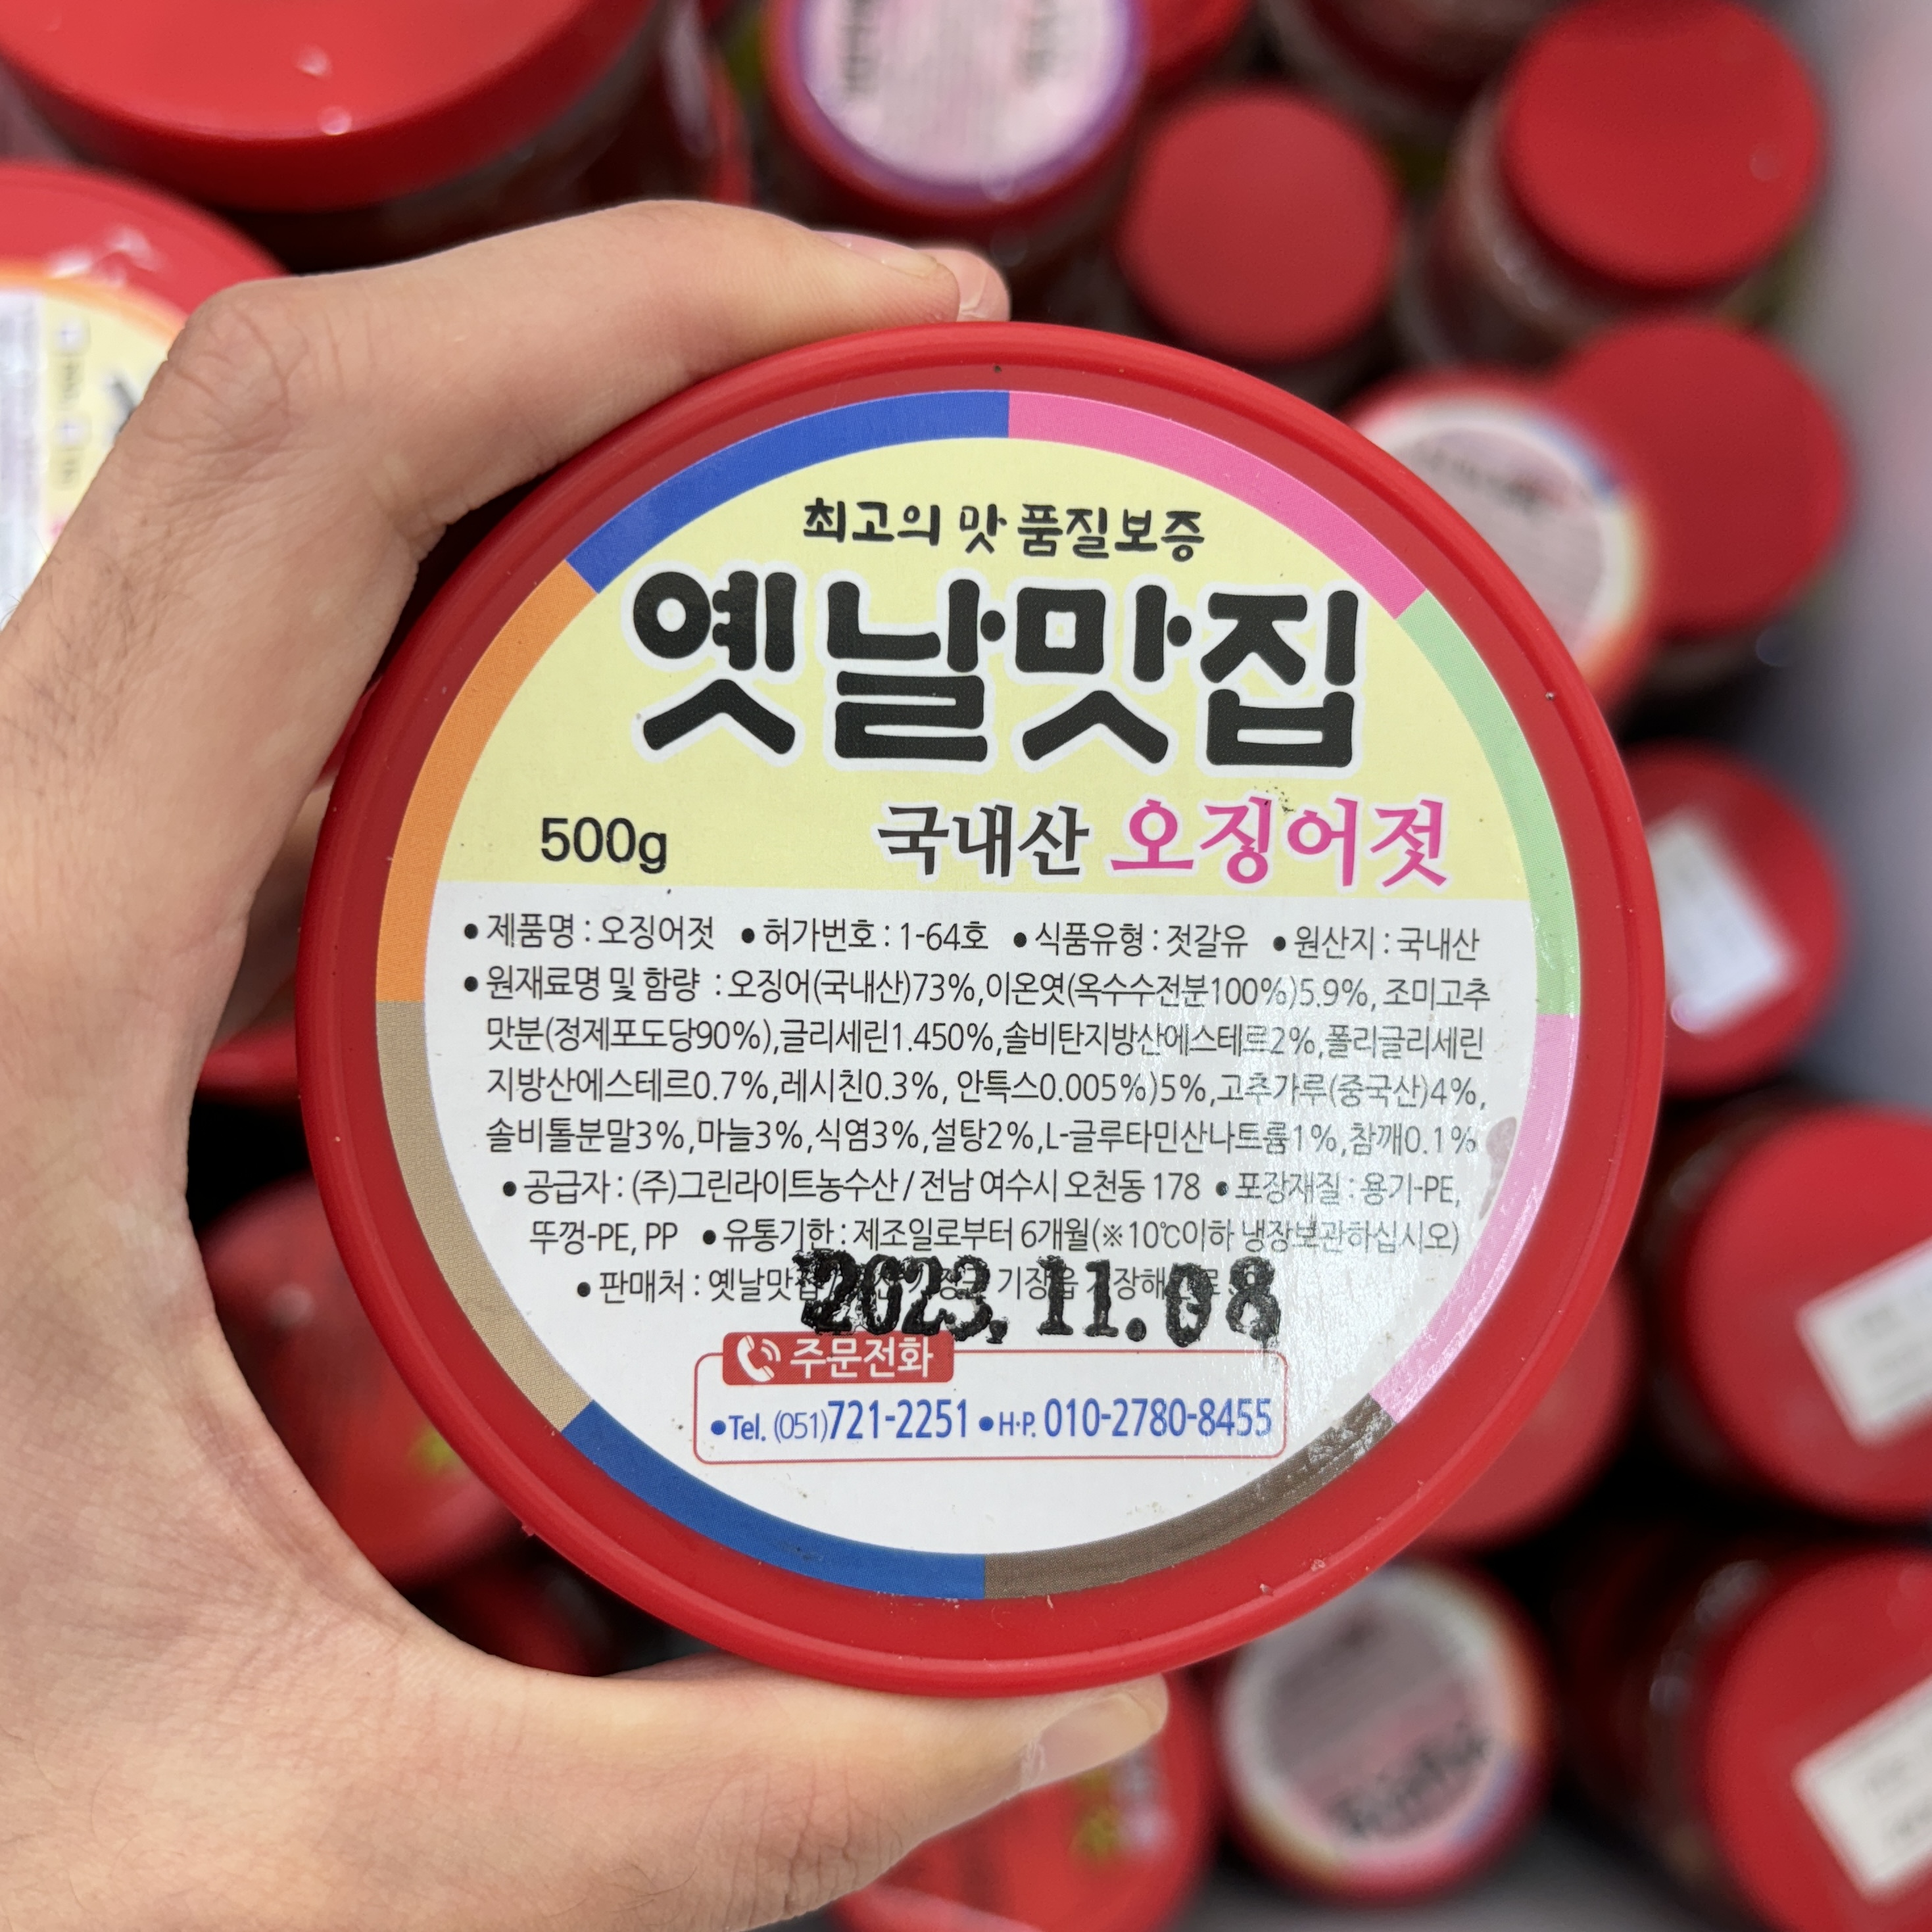 최고의 맛 품질보증
옛날맛집
500g 국내산 오징어젓
• 제품명 : 오징어젓 • 허가번호 : 1-64호 • 식품유형 : 젓갈유 • 원산지 : 국내산
• 원재료명 및 함량 : 오징어(국내산)73%,이온엿(옥수수전분100%)5.9%, 조미고추
맛분(정제포도당90%),글리세린1.450%,솔비탄지방산에스테르2%,폴리글리세린
지방산에스테르0.7%,레시친0.3%, 안특스0.005%)5%,고추가루(중국산)4%,
솔비톨분말3%,마늘3%,식염3%,설탕2%,L-글루타민산나트륨1%,참깨0.1%
• 공급자 : (주)그린라이트농수산 / 전남 여수시 오천동 178 • 포장재질 : 용기-PE,
뚜껑-PE, PP • 유통기한 : 제조일로부터 6개월(※10℃이하 냉장보관하십시오)
• 판매처 : 옛날맛집 기장읍
2023.11.08
주문전화
•Tel. (051)721-2251 •H·P. 010-2780-8455